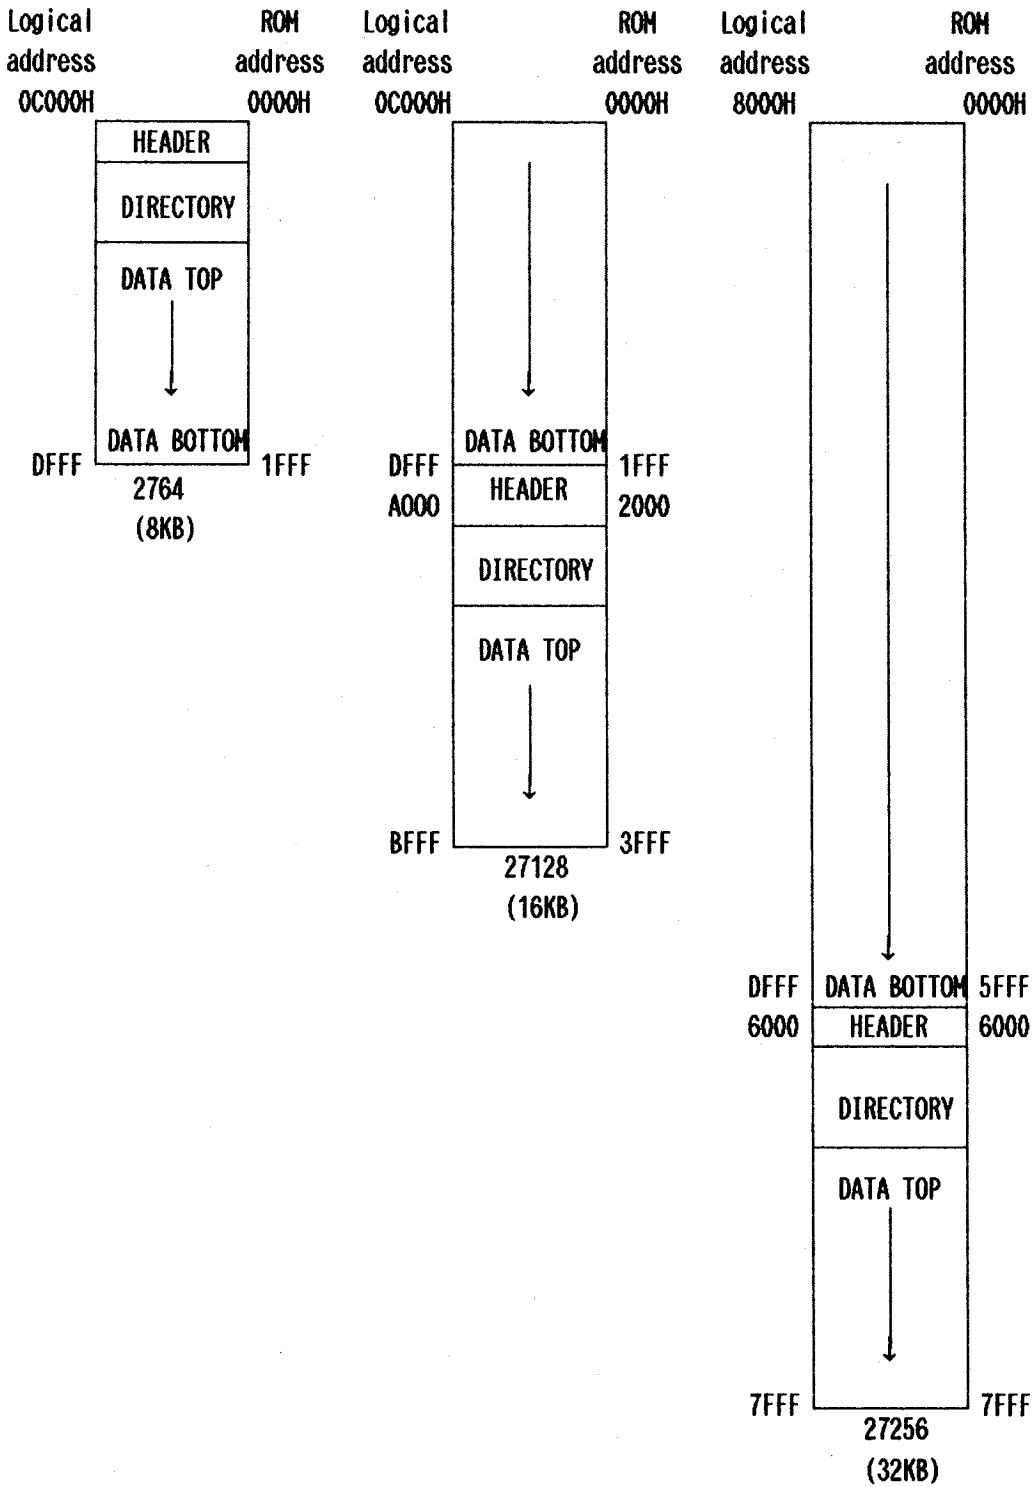 Logical ROM Logical ROM Logical ROM
address address address address address address
0C000H 0000H 0C000H 0000H 8000H 0000H
HEADER
DIRECTORY
DATA TOP
DATA BOTTOM DATA BOTTOM
DFFF 1FFF DFFF 1FFF
2764 HEADER
A000 2000
(8KB)
DIRECTORY
DATA TOP
BFFF 3FFF
27128
(16KB)
DFFF DATA BOTTOM 5FFF
6000 HEADER 6000
DIRECTORY
DATA TOP
7FFF 7FFF
27256
(32KB)